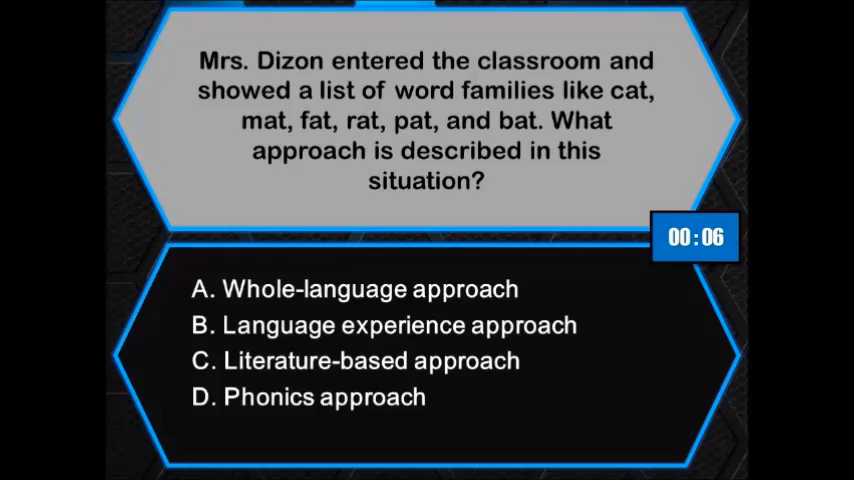 Mrs. Dizon entered the classroom and
showed a list of word families like cat,
mat, fat, rat, pat, and bat. What
approach is described in this
situation?
00:06
A. Whole-language approach
B. Language experience approach
C. Literature-based approach
D. Phonics approach